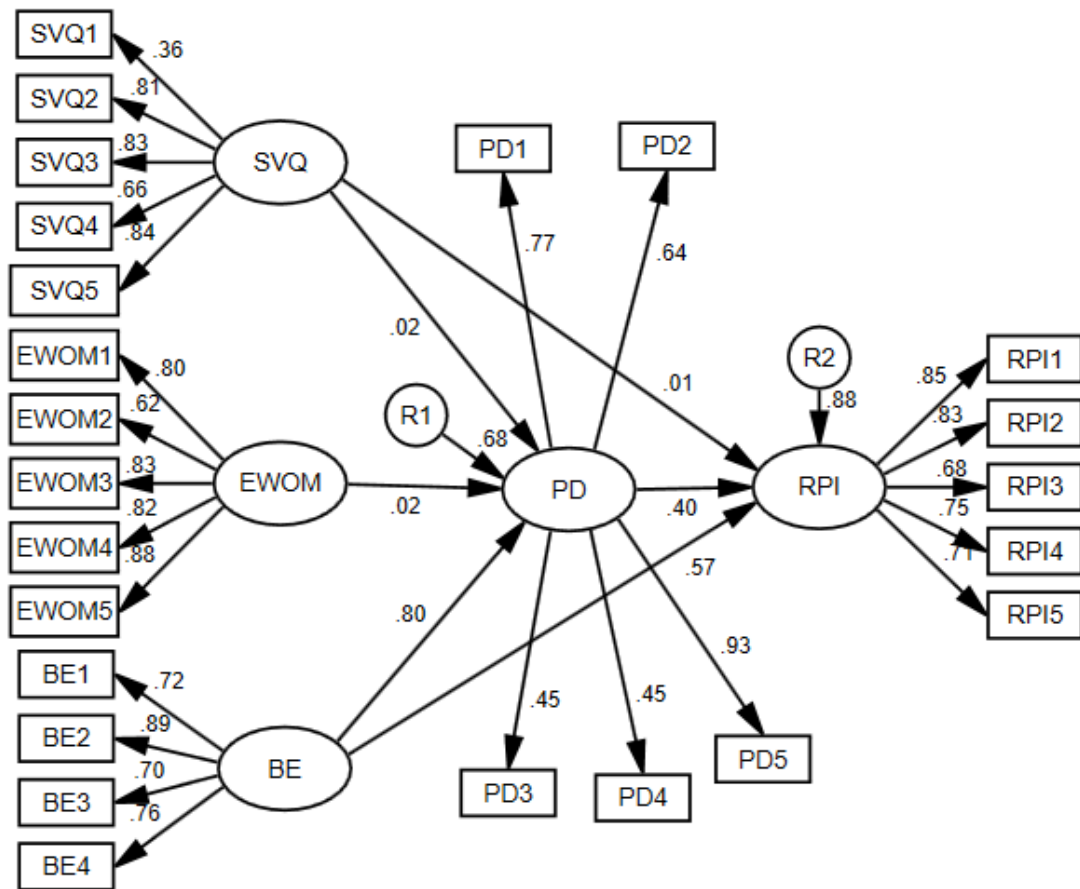 SVQ1
.36
SVQ2
.81
SVQ3
.83
SVQ4
.66
SVQ5
.84
SVQ
PD1
PD2
.77
.64
.02
.01
EWOM1
.80
EWOM2
.62
EWOM3
.83
EWOM4
.82
EWOM5
.88
EWOM
.02
R1
.68
PD
.40
R2
.88
RPI
.85
RPI1
.83
RPI2
.68
RPI3
.75
RPI4
.71
RPI5
.57
.80
BE1
.72
BE2
.89
BE3
.70
BE4
.76
BE
.45
.45
.93
PD3
PD4
PD5